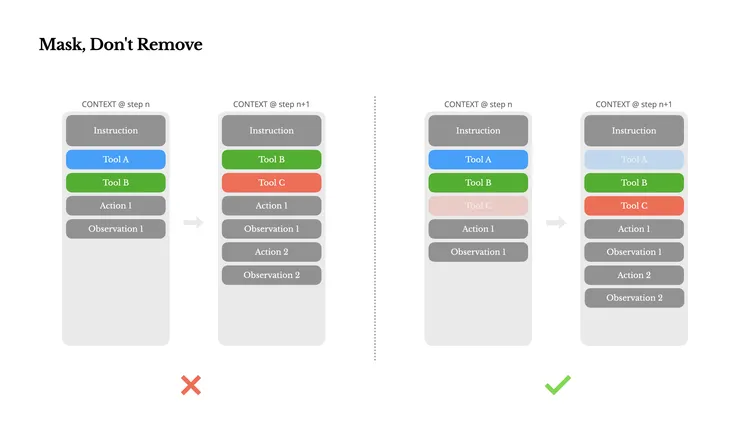 Mask, Don't Remove
CONTEXT @ step n
Instruction
Tool A
Tool B
Action 1
Observation 1
CONTEXT @ step n+1
Instruction
Tool B
Tool C
Action 1
Observation 1
Action 2
Observation 2
CONTEXT @ step n
Instruction
Tool A
Tool B
Tool C
Action 1
Observation 1
CONTEXT @ step n+1
Instruction
Tool A
Tool B
Tool C
Action 1
Observation 1
Action 2
Observation 2